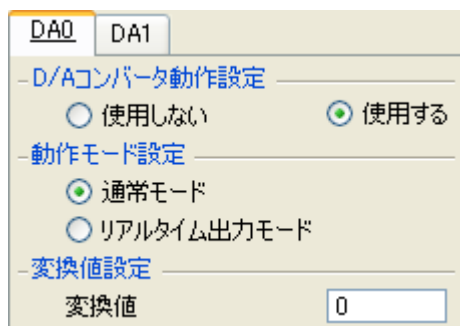 DA0 DA1
D/Aコンバータ動作設定
使用しない 使用する
動作モード設定
通常モード
リアルタイム出力モード
変換値設定
変換値 0